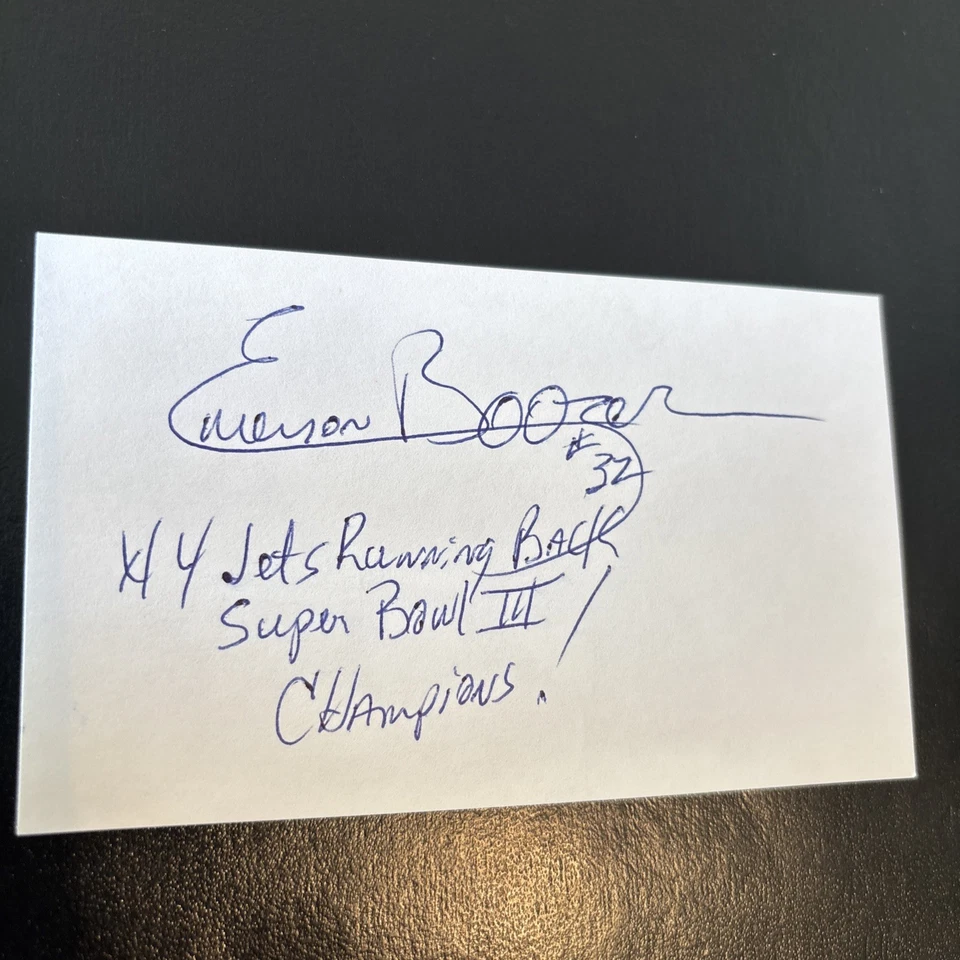 Emerson Boozer
#32
Jets Running Back
Super Bowl III
CHAmpions!